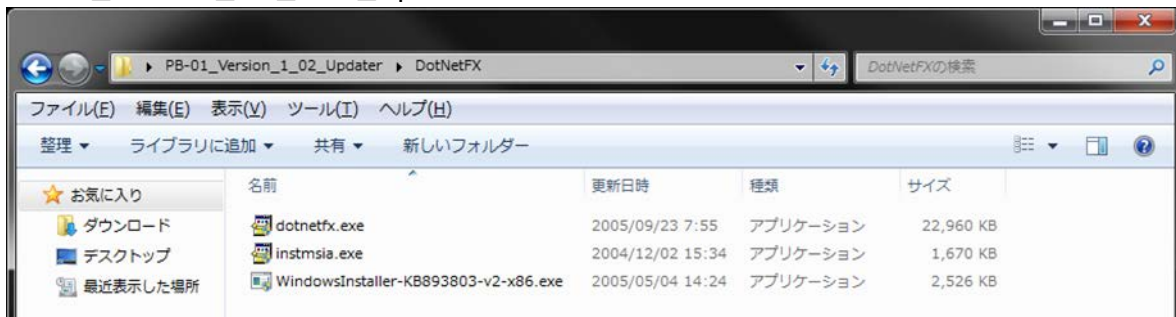 PB-01_Version_1_02_Updater ▸ DotNetFX
DotNetFXの検索
ファイル(F) 編集(E) 表示(V) ツール(T) ヘルプ(H)
整理 ライブラリに追加 共有 新しいフォルダー
お気に入り
ダウンロード
デスクトップ
最近表示した場所
名前 更新日時 種類 サイズ
dotnetfx.exe 2005/09/23 7:55 アプリケーション 22,960 KB
instmsia.exe 2004/12/02 15:34 アプリケーション 1,670 KB
WindowsInstaller-KB893803-v2-x86.exe 2005/05/04 14:24 アプリケーション 2,526 KB